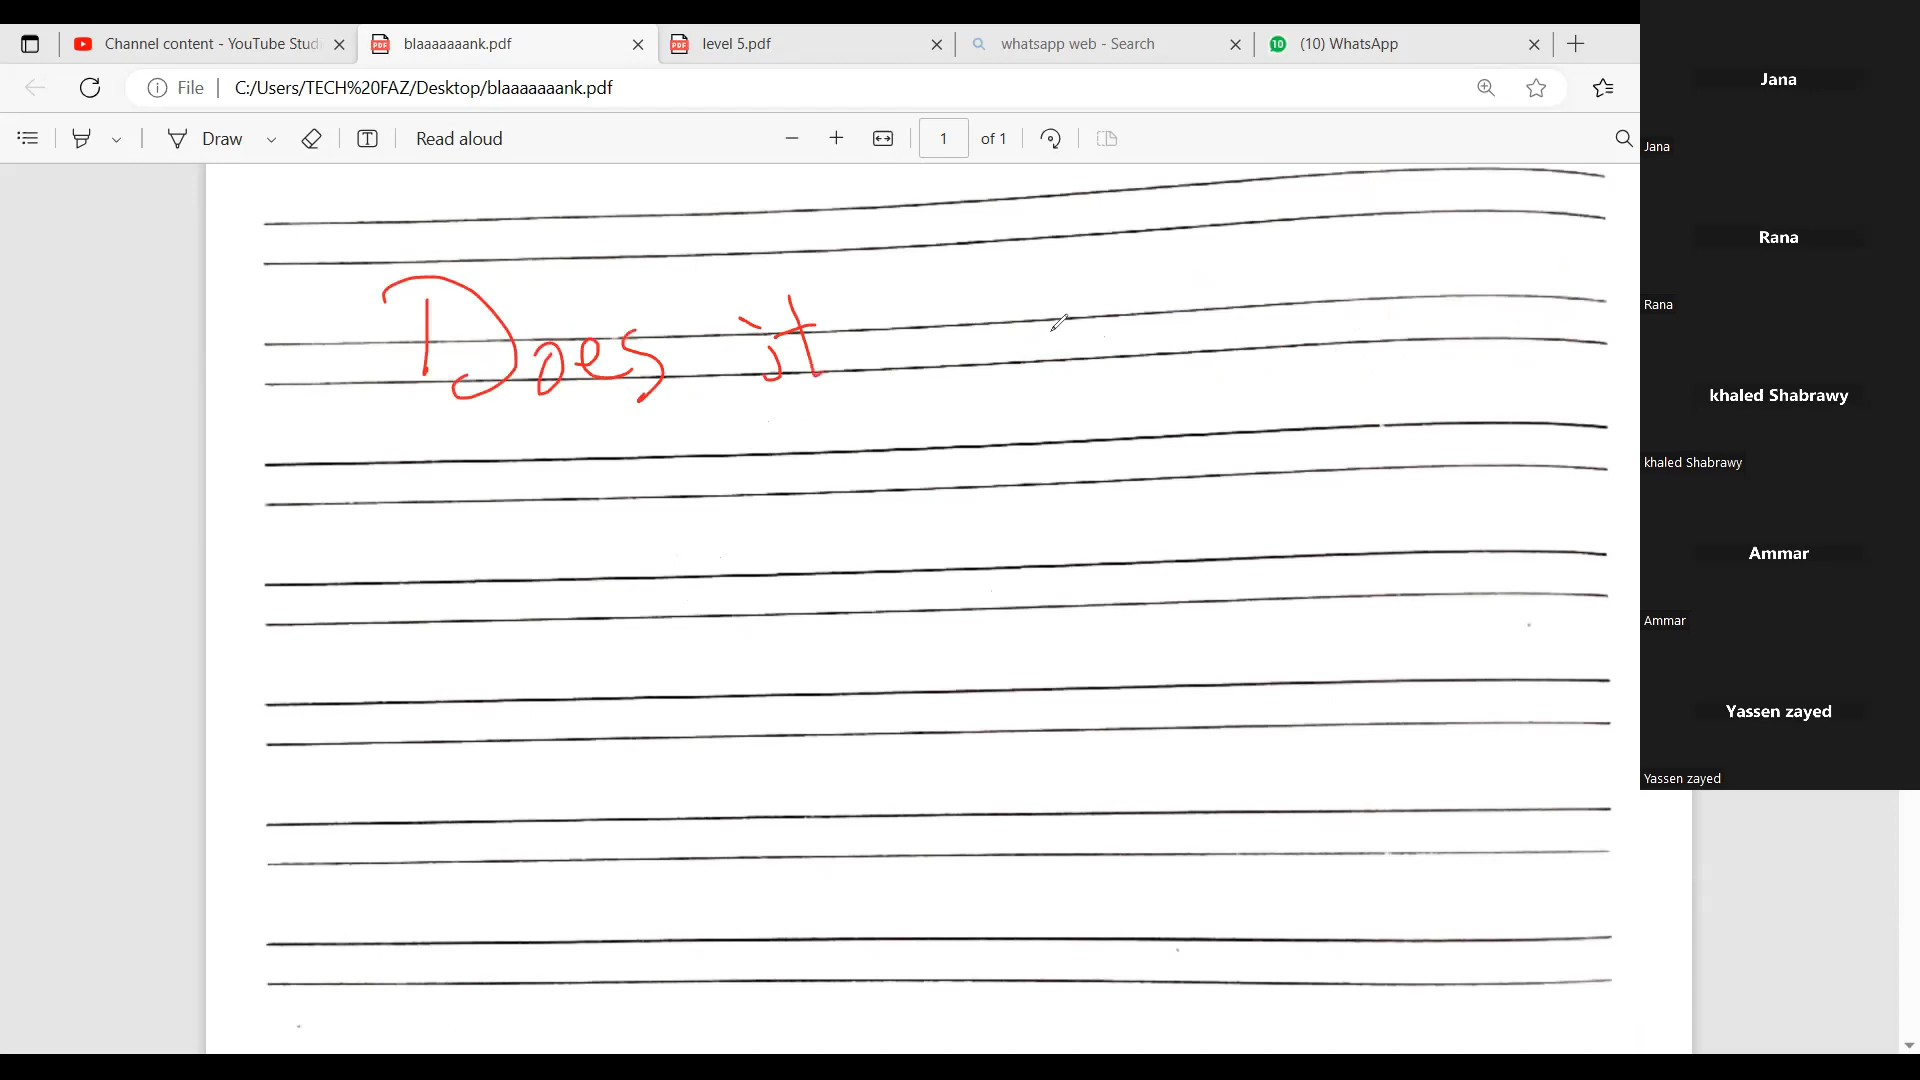 Channel content - YouTube Stud
blaaaaaaank.pdf
level 5.pdf
whatsapp web - Search
10
(10) WhatsApp
File
C:/Users/TECH%20FAZ/Desktop/blaaaaaaank.pdf
Draw
Read aloud
1
of 1
Does it
Jana
Jana
Rana
Rana
khaled Shabrawy
khaled Shabrawy
Ammar
Ammar
Yassen zayed
Yassen zayed